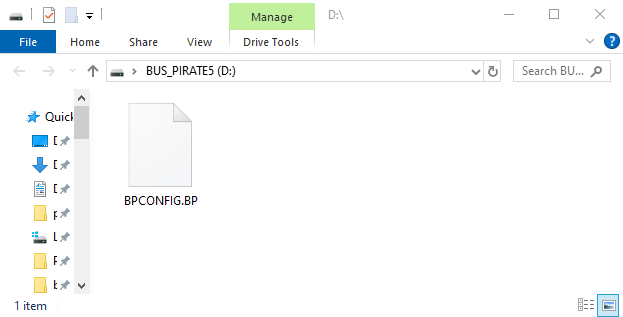 Manage
D:\
File
Home
Share
View
Drive Tools
BUS_PIRATE5 (D:)
Search BU...
Quick
BPCONFIG.BP
1 item